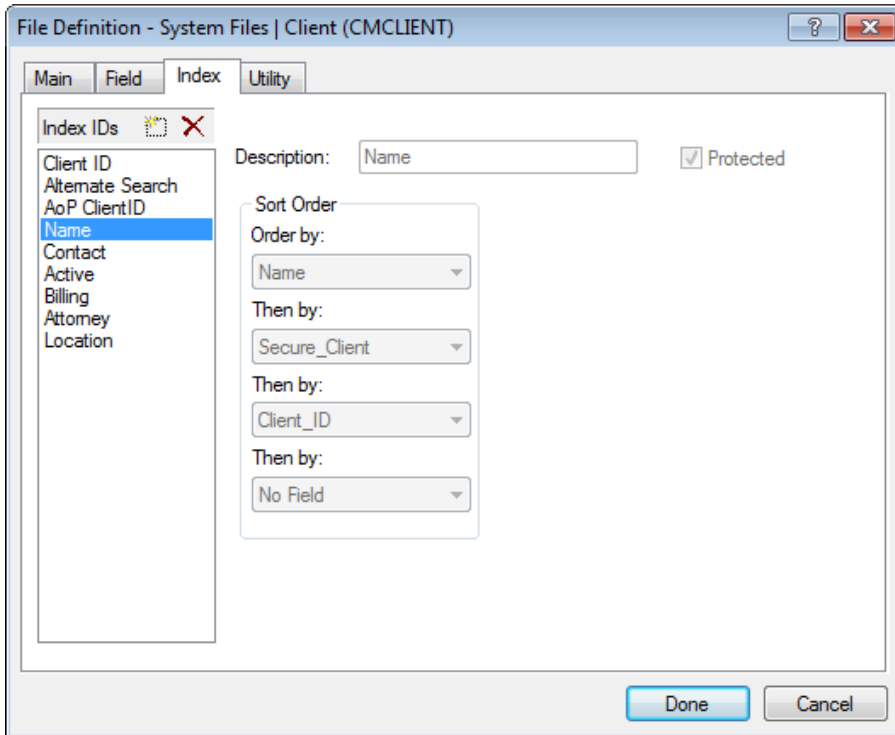 File Definition - System Files | Client (CMCLIENT)
Main Field Index Utility
Index IDs
Client ID
Alternate Search
AoP ClientID
Name
Contact
Active
Billing
Attorney
Location
Description: Name Protected
Sort Order
Order by:
Name
Then by:
Secure_Client
Then by:
Client_ID
Then by:
No Field
Done Cancel